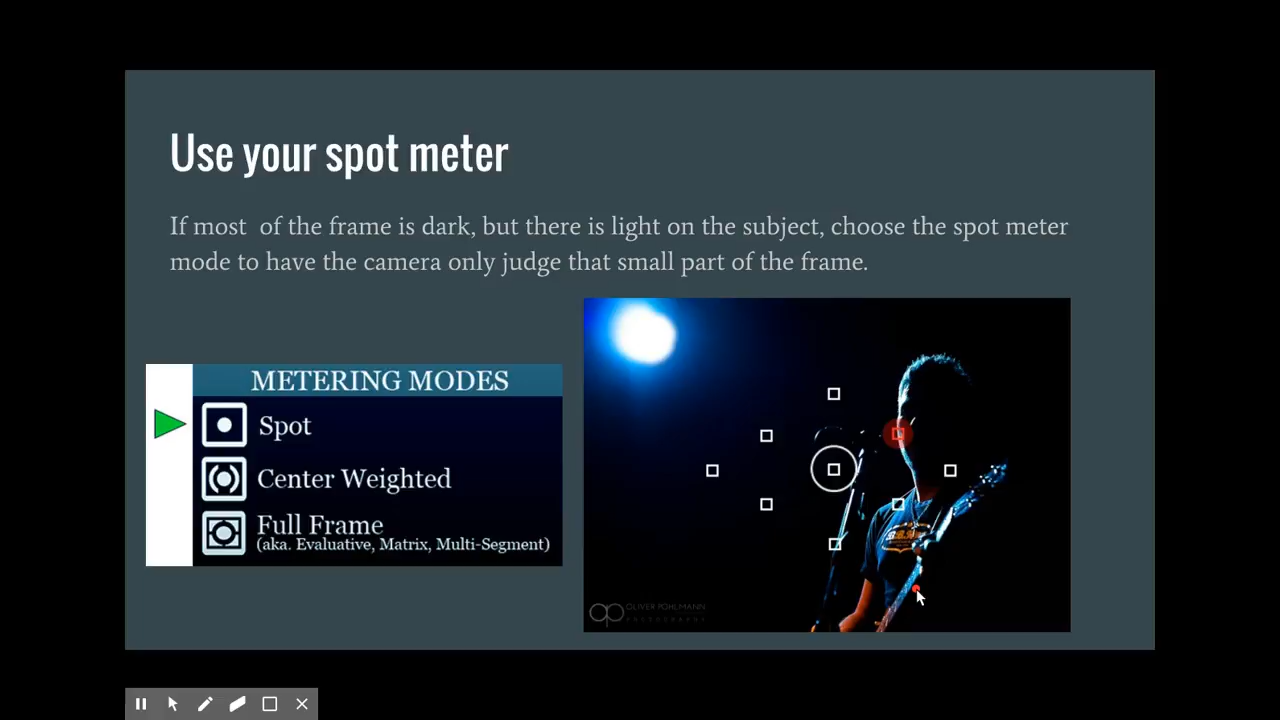 Use your spot meter
If most of the frame is dark, but there is light on the subject, choose the spot meter
mode to have the camera only judge that small part of the frame.
METERING MODES
Spot
Center Weighted
Full Frame
(aka. Evaluative, Matrix, Multi-Segment)
OLIVER POHLMANN
PHOTOGRAPHY